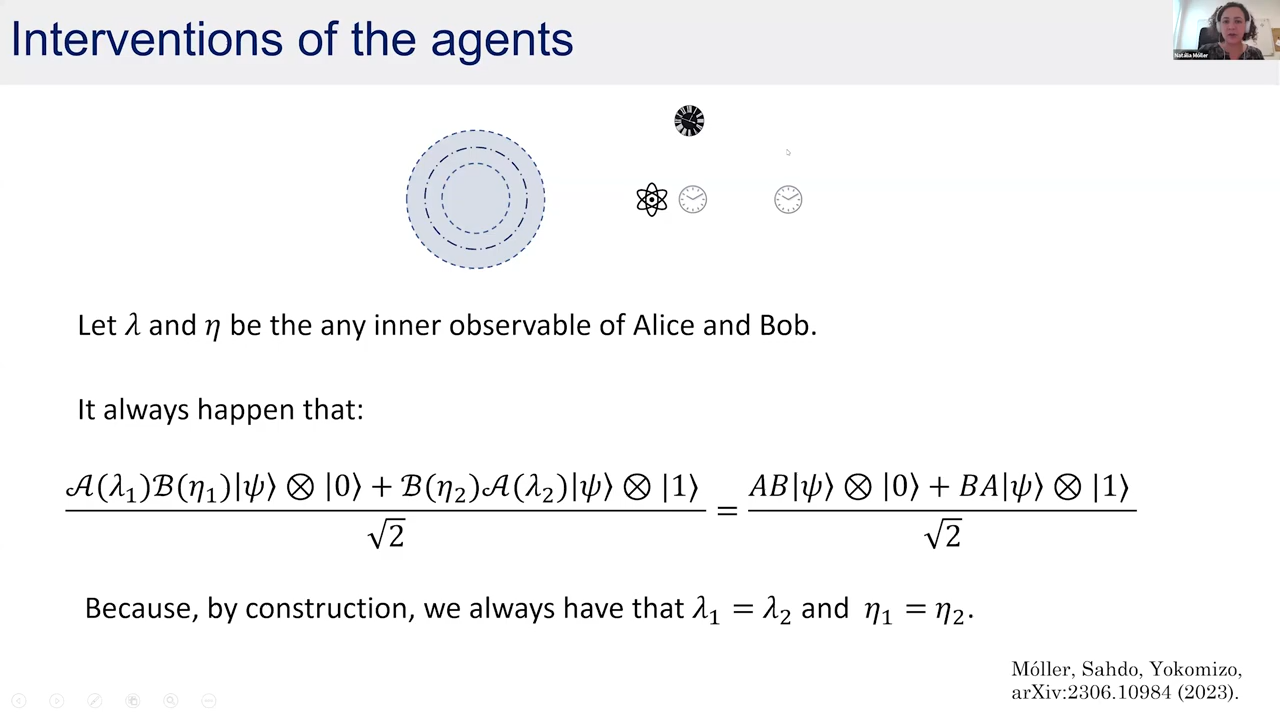 Interventions of the agents
Natália Móller
Let λ and η be the any inner observable of Alice and Bob.
It always happen that:
𝒜(λ₁)ℬ(η₁)|ψ⟩ ⊗ |0⟩ + ℬ(η₂)𝒜(λ₂)|ψ⟩ ⊗ |1⟩ / √2 = AB|ψ⟩ ⊗ |0⟩ + BA|ψ⟩ ⊗ |1⟩ / √2
Because, by construction, we always have that λ₁ = λ₂ and η₁ = η₂.
Móller, Sahdo, Yokomizo,
arXiv:2306.10984 (2023).